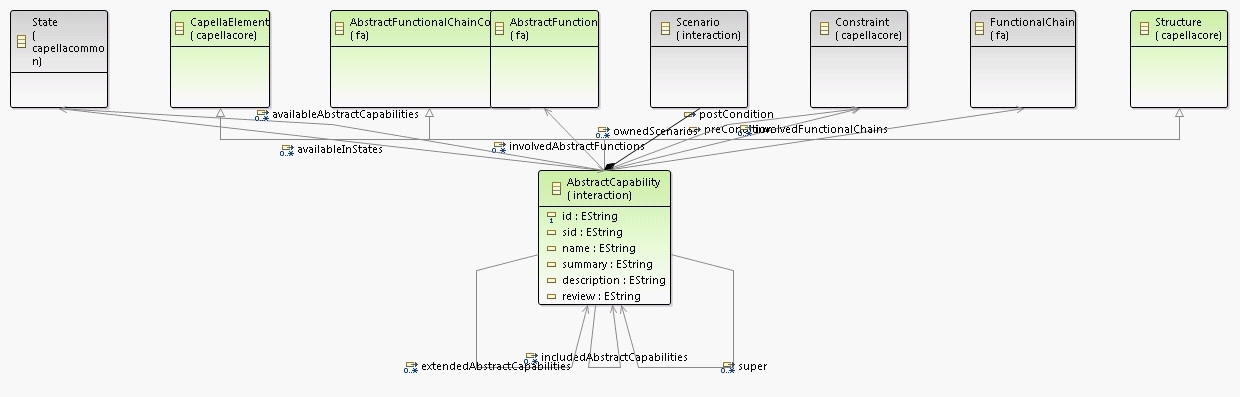 State
(
capellacommo
n)
CapellaElement
( capellacore)
AbstractFunctionalChainCo
( fa)
AbstractFunction
( fa)
Scenario
( interaction)
Constraint
( capellacore)
FunctionalChain
( fa)
Structure
( capellacore)
0..* availableAbstractCapabilities
postCondition
0..* ownedScenarios
preCondition
0..* involvedFunctionalChains
0..* availableInStates
0..* involvedAbstractFunctions
AbstractCapability
( interaction)
1 id : EString
sid : EString
name : EString
summary : EString
description : EString
review : EString
0..* includedAbstractCapabilities
0..* extendedAbstractCapabilities
0..* super